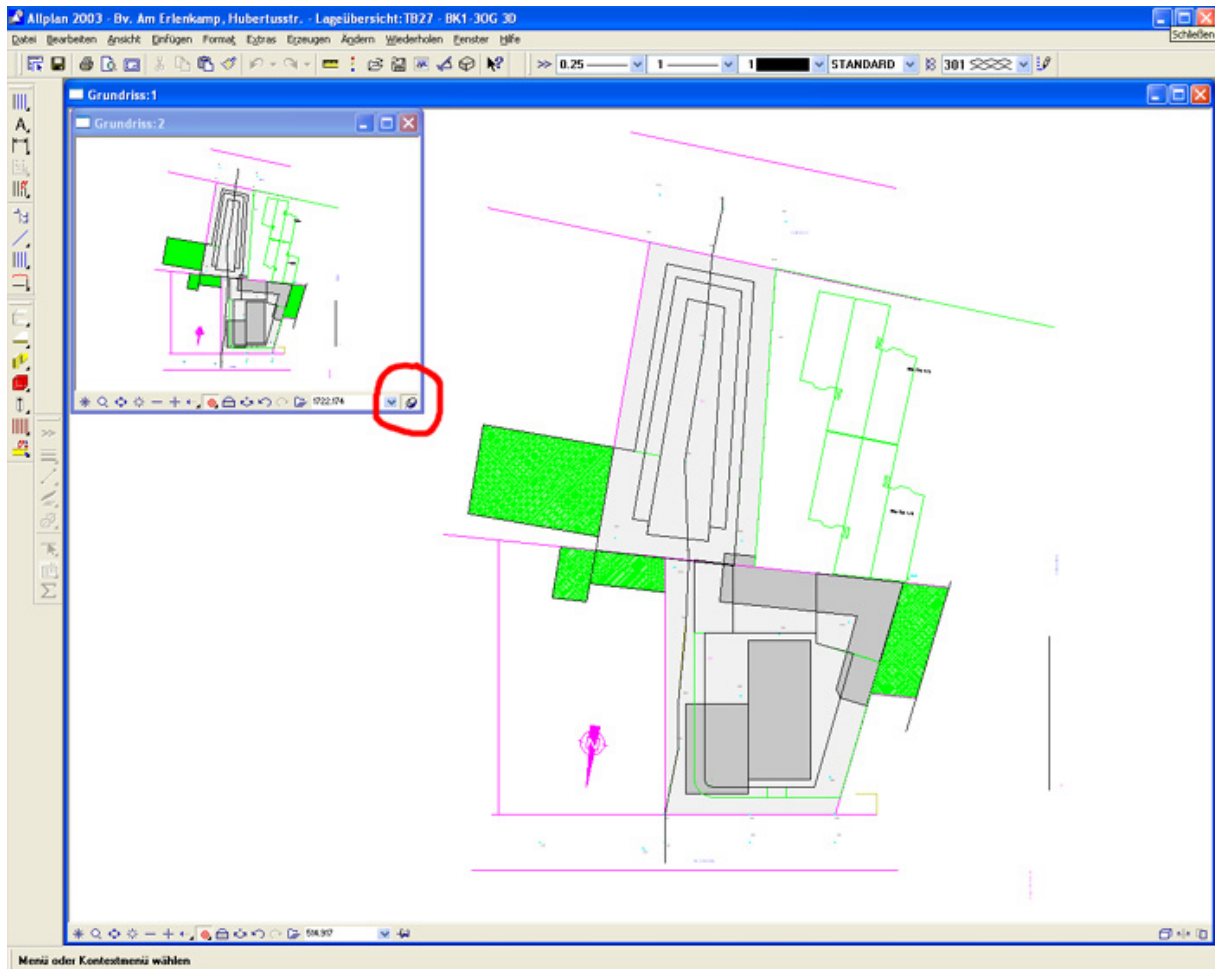 Allplan 2003 - Bv. Am Erlenkamp, Hubertusstr. - Lageübersicht:TB27 - BK1-3OG 3D
Schließen
Datei Bearbeiten Ansicht Einfügen Format Extras Erzeugen Ändern Wiederholen Fenster Hilfe
0.25 1 1 STANDARD 301
Grundriss:1
Grundriss:2
1722.174
N
514.917
Menü oder Kontextmenü wählen